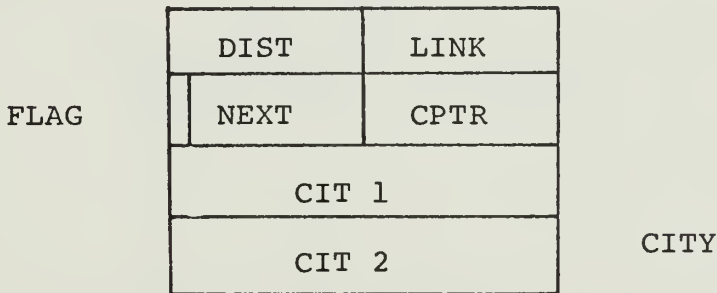 DIST LINK
FLAG NEXT CPTR
CIT 1
CIT 2 CITY